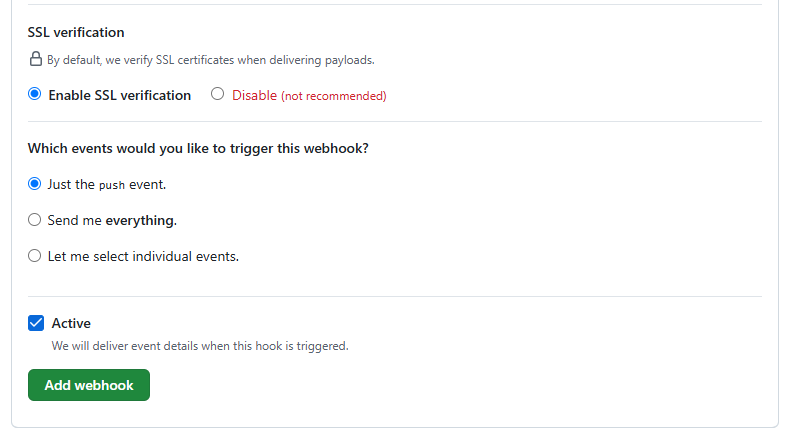 SSL verification
By default, we verify SSL certificates when delivering payloads.
Enable SSL verification Disable (not recommended)
Which events would you like to trigger this webhook?
Just the push event.
Send me everything.
Let me select individual events.
Active
We will deliver event details when this hook is triggered.
Add webhook